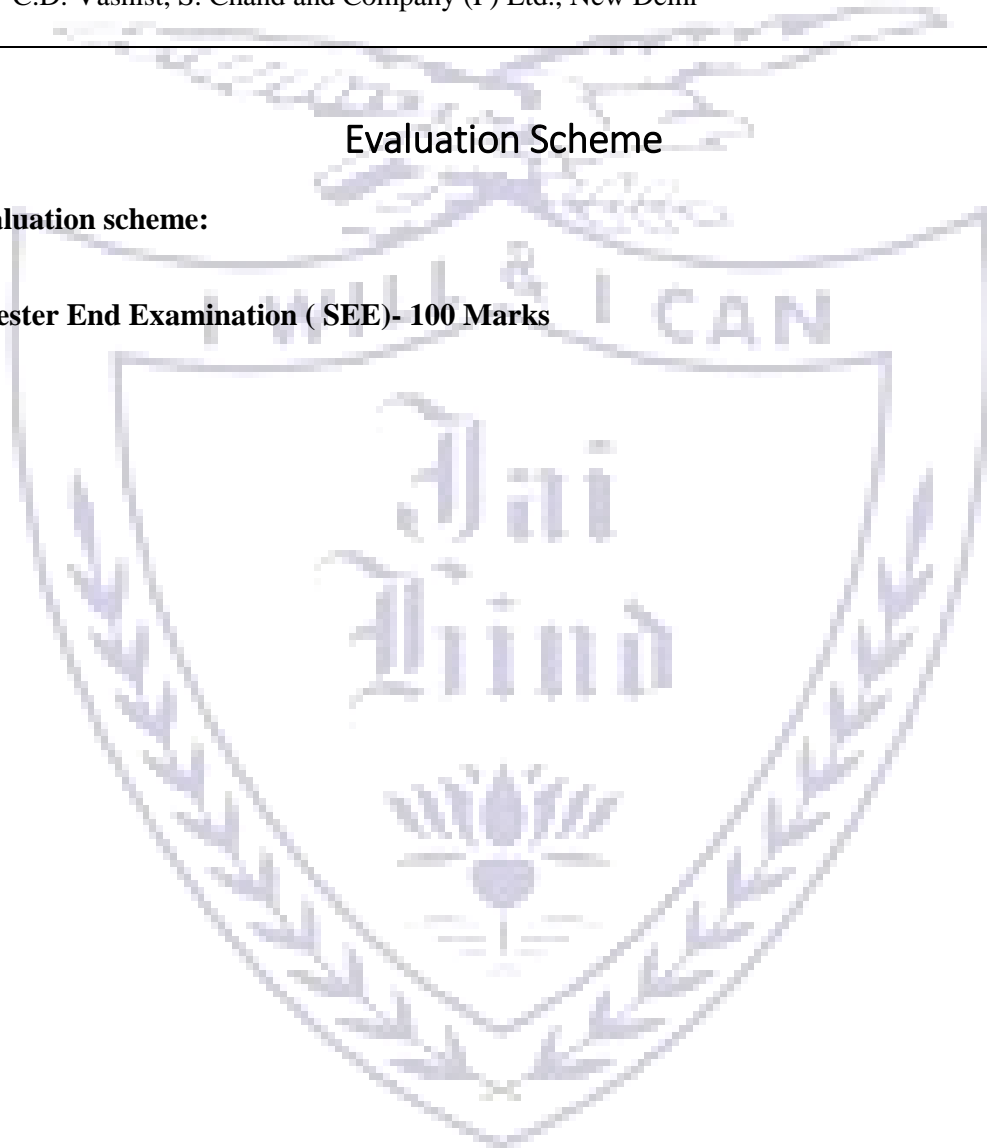 C.D. Vashist, S. Chand and Company (P) Ltd., New Delhi
Evaluation Scheme
aluation scheme:
ester End Examination ( SEE)- 100 Marks
I WILL & I CAN
Jai
Hind